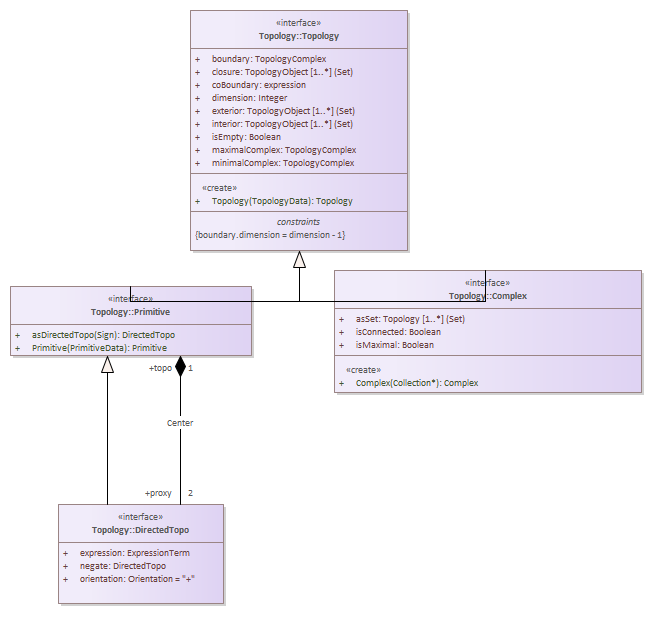 «interface»
Topology::Topology
+ boundary: TopologyComplex
+ closure: TopologyObject [1..*] {Set}
+ coBoundary: expression
+ dimension: Integer
+ exterior: TopologyObject [1..*] {Set}
+ interior: TopologyObject [1..*] {Set}
+ isEmpty: Boolean
+ maximalComplex: TopologyComplex
+ minimalComplex: TopologyComplex
«create»
+ Topology(TopologyData): Topology
constraints
{boundary.dimension = dimension - 1}
«interface»
Topology::Primitive
+ asDirectedTopo(Sign): DirectedTopo
+ Primitive(PrimitiveData): Primitive
«interface»
Topology::Complex
+ asSet: Topology [1..*] {Set}
+ isConnected: Boolean
+ isMaximal: Boolean
«create»
+ Complex(Collection*): Complex
+topo 1
Center
+proxy 2
«interface»
Topology::DirectedTopo
+ expression: ExpressionTerm
+ negate: DirectedTopo
+ orientation: Orientation = "+"